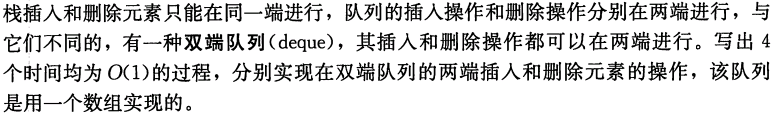 栈插入和删除元素只能在同一端进行，队列的插入操作和删除操作分别在两端进行，与
它们不同的，有一种双端队列(deque)，其插入和删除操作都可以在两端进行。写出 4
个时间均为 O(1)的过程，分别实现在双端队列的两端插入和删除元素的操作，该队列
是用一个数组实现的。